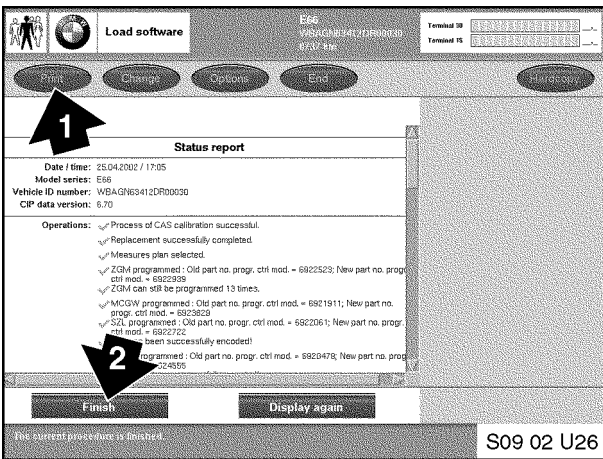 Load software
E66
WBAGN63412DR00030
6737 km
Terminal 30
Terminal 15
Print
Change
Options
End
Hardcopy
1
Status report
Date / time: 25.04.2002 / 17:05
Model series: E66
Vehicle ID number: WBAGN63412DR00030
CIP data version: 6.70
Operations: Process of CAS calibration successful.
Replacement successfully completed.
Measures plan selected.
ZGM programmed : Old part no. progr. ctrl mod. = 6922523; New part no. progr
ctrl mod. = 6922939
ZGM can still be programmed 13 times.
MCGW programmed : Old part no. progr. ctrl mod. = 6921911; New part no.
progr. ctrl mod. = 6923829
SZL programmed : Old part no. progr. ctrl mod. = 6922061; New part no. progr.
ctrl mod. = 6922722
been successfully encoded!
programmed : Old part no. progr. ctrl mod. = 6920478; New part no. prog
2
Finish
Display again
The current procedure is finished.
S09 02 U26